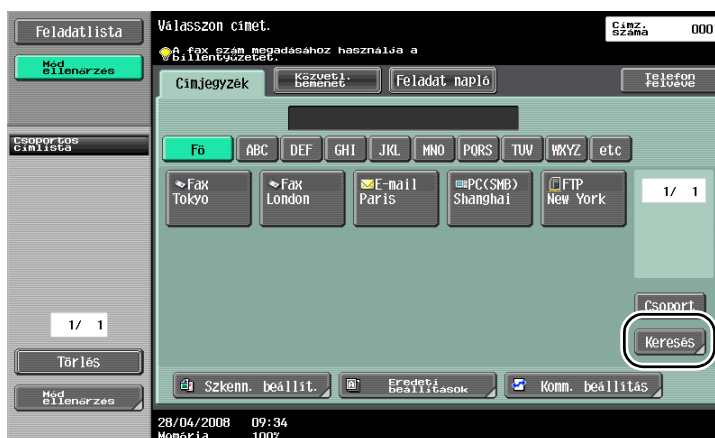 Feladatlista
Mód
ellenőrzés
Csoportos
címlista
1/ 1
Törlés
Mód
ellenőrzés
Válasszon címet.
Címz.
száma
000
A fax szám megadásához használja a
billentyűzetet.
Címjegyzék
Közvetl.
bemenet
Feladat napló
Telefon
felvéve
Fő
ABC
DEF
GHI
JKL
MNO
PQRS
TUV
WXYZ
etc
Fax
Tokyo
Fax
London
E-mail
Paris
PC(SMB)
Shanghai
FTP
New York
1/ 1
Csoport
Keresés
Szkenn. beállít.
Eredeti
beállítások
Komm. beállítás
28/04/2008 09:34
Memória 100%